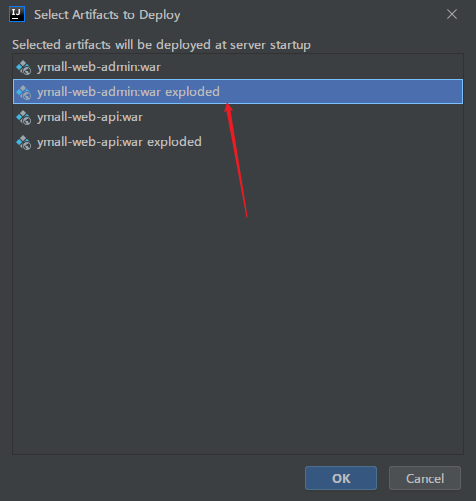 IJ
Select Artifacts to Deploy
Selected artifacts will be deployed at server startup
ymall-web-admin:war
ymall-web-admin:war exploded
ymall-web-api:war
ymall-web-api:war exploded
OK
Cancel